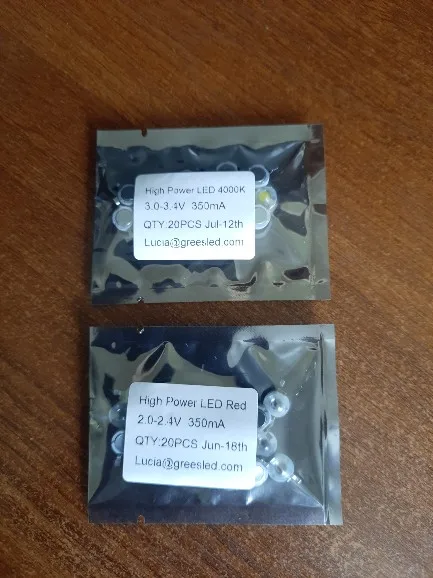 High Power LED 4000K
3.0-3.4V 350mA
QTY:20PCS Jul-12th
Lucia@greesled.com
High Power LED Red
2.0-2.4V 350mA
QTY:20PCS Jun-18th
Lucia@greesled.com